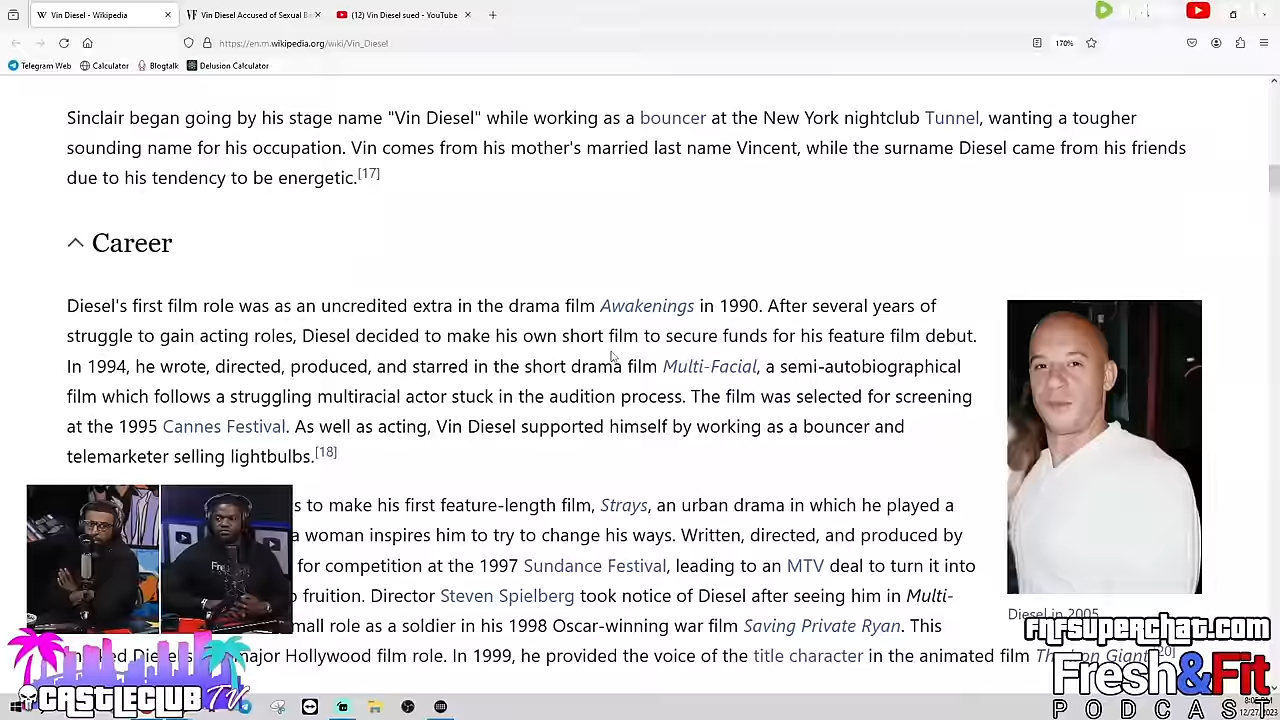 Vin Diesel - Wikipedia
Vin Diesel Accused of Sexual Ba
(12) Vin Diesel sued - YouTube
https://en.m.wikipedia.org/wiki/Vin_Diesel
170%
Telegram Web
Calculator
Blogtalk
Delusion Calculator
Sinclair began going by his stage name "Vin Diesel" while working as a bouncer at the New York nightclub Tunnel, wanting a tougher
sounding name for his occupation. Vin comes from his mother's married last name Vincent, while the surname Diesel came from his friends
due to his tendency to be energetic.[17]
Career
Diesel's first film role was as an uncredited extra in the drama film Awakenings in 1990. After several years of
struggle to gain acting roles, Diesel decided to make his own short film to secure funds for his feature film debut.
In 1994, he wrote, directed, produced, and starred in the short drama film Multi-Facial, a semi-autobiographical
film which follows a struggling multiracial actor stuck in the audition process. The film was selected for screening
at the 1995 Cannes Festival. As well as acting, Vin Diesel supported himself by working as a bouncer and
telemarketer selling lightbulbs.[18]
s to make his first feature-length film, Strays, an urban drama in which he played a
a woman inspires him to try to change his ways. Written, directed, and produced by
for competition at the 1997 Sundance Festival, leading to an MTV deal to turn it into
fruition. Director Steven Spielberg took notice of Diesel after seeing him in Multi-
mall role as a soldier in his 1998 Oscar-winning war film Saving Private Ryan. This
major Hollywood film role. In 1999, he provided the voice of the title character in the animated film The Iron Giant.[20]
Diesel in 2005
FNFSUPERCHAT.COM
Fresh&Fit
PODCAST
CASTLECLUB TV
12/27/2023